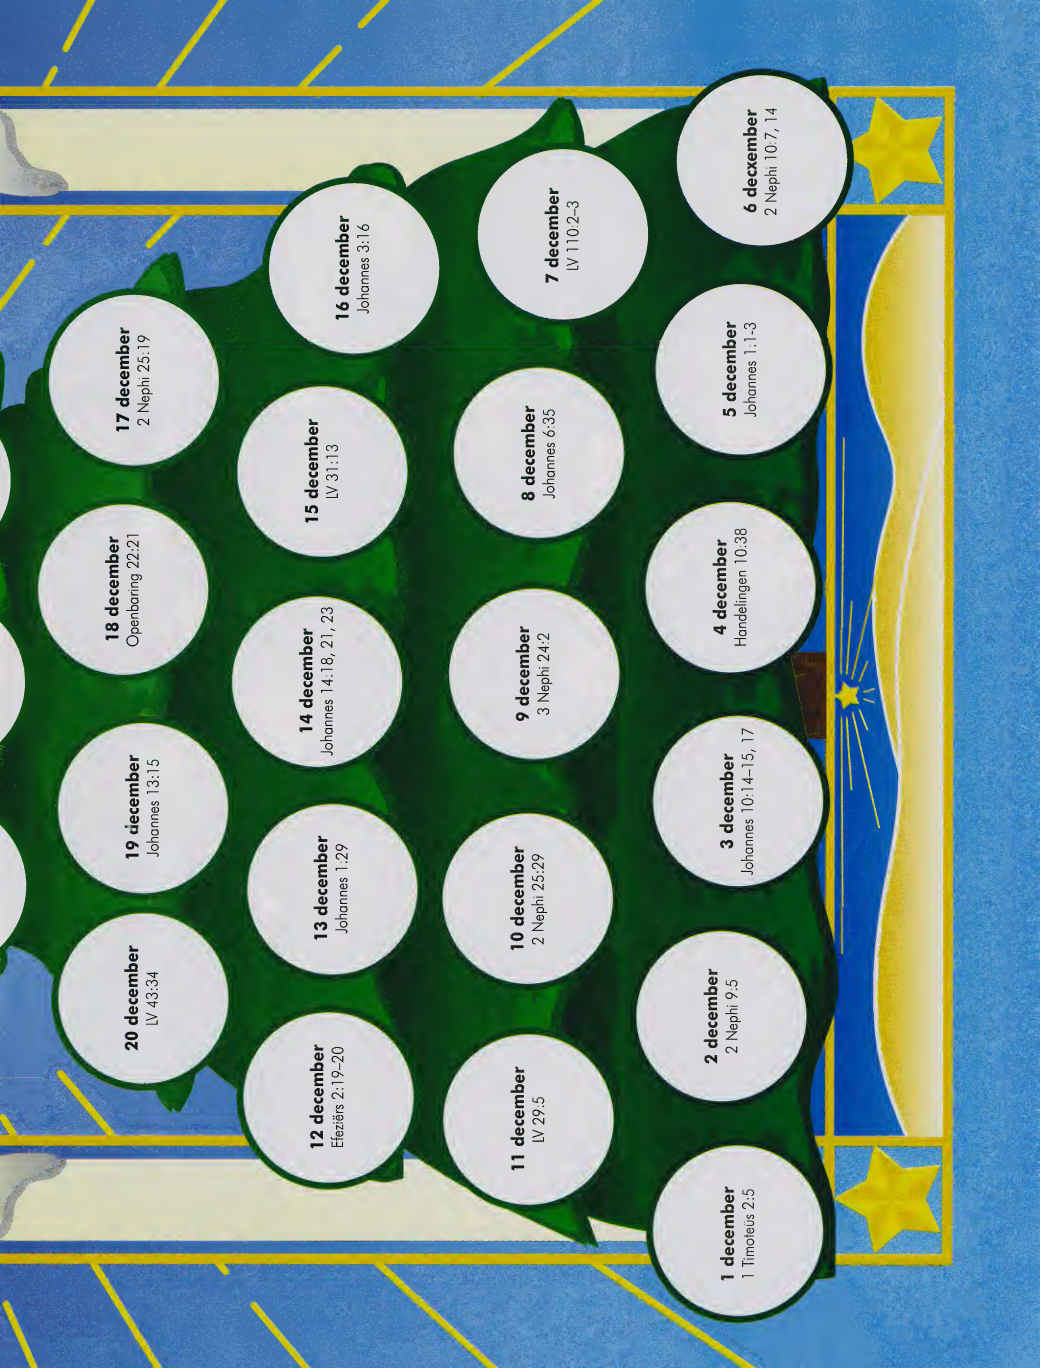 1 december
1 Timoteüs 2:5
2 december
2 Nephi 9:5
3 december
Johannes 10:14–15, 17
4 december
Handelingen 10:38
5 december
Johannes 1:1-3
6 decxember
2 Nephi 10:7, 14
7 december
LV 110:2–3
8 december
Johannes 6:35
9 december
3 Nephi 24:2
10 december
2 Nephi 25:29
11 december
LV 29:5
12 december
Efeziërs 2:19–20
13 december
Johannes 1:29
14 december
Johannes 14:18, 21, 23
15 december
LV 31:13
16 december
Johannes 3:16
17 december
2 Nephi 25:19
18 december
Openbaring 22:21
19 december
Johannes 13:15
20 december
LV 43:34